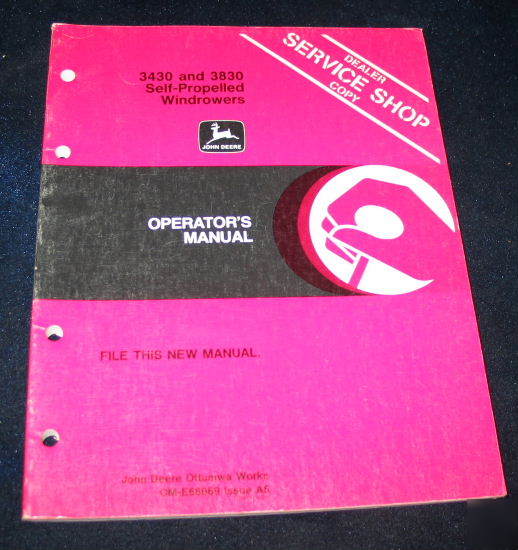 DEALER
SERVICE SHOP
COPY
3430 and 3830
Self-Propelled
Windrowers
JOHN DEERE
OPERATOR'S
MANUAL
FILE THIS NEW MANUAL.
John Deere Ottumwa Works
Issue A5